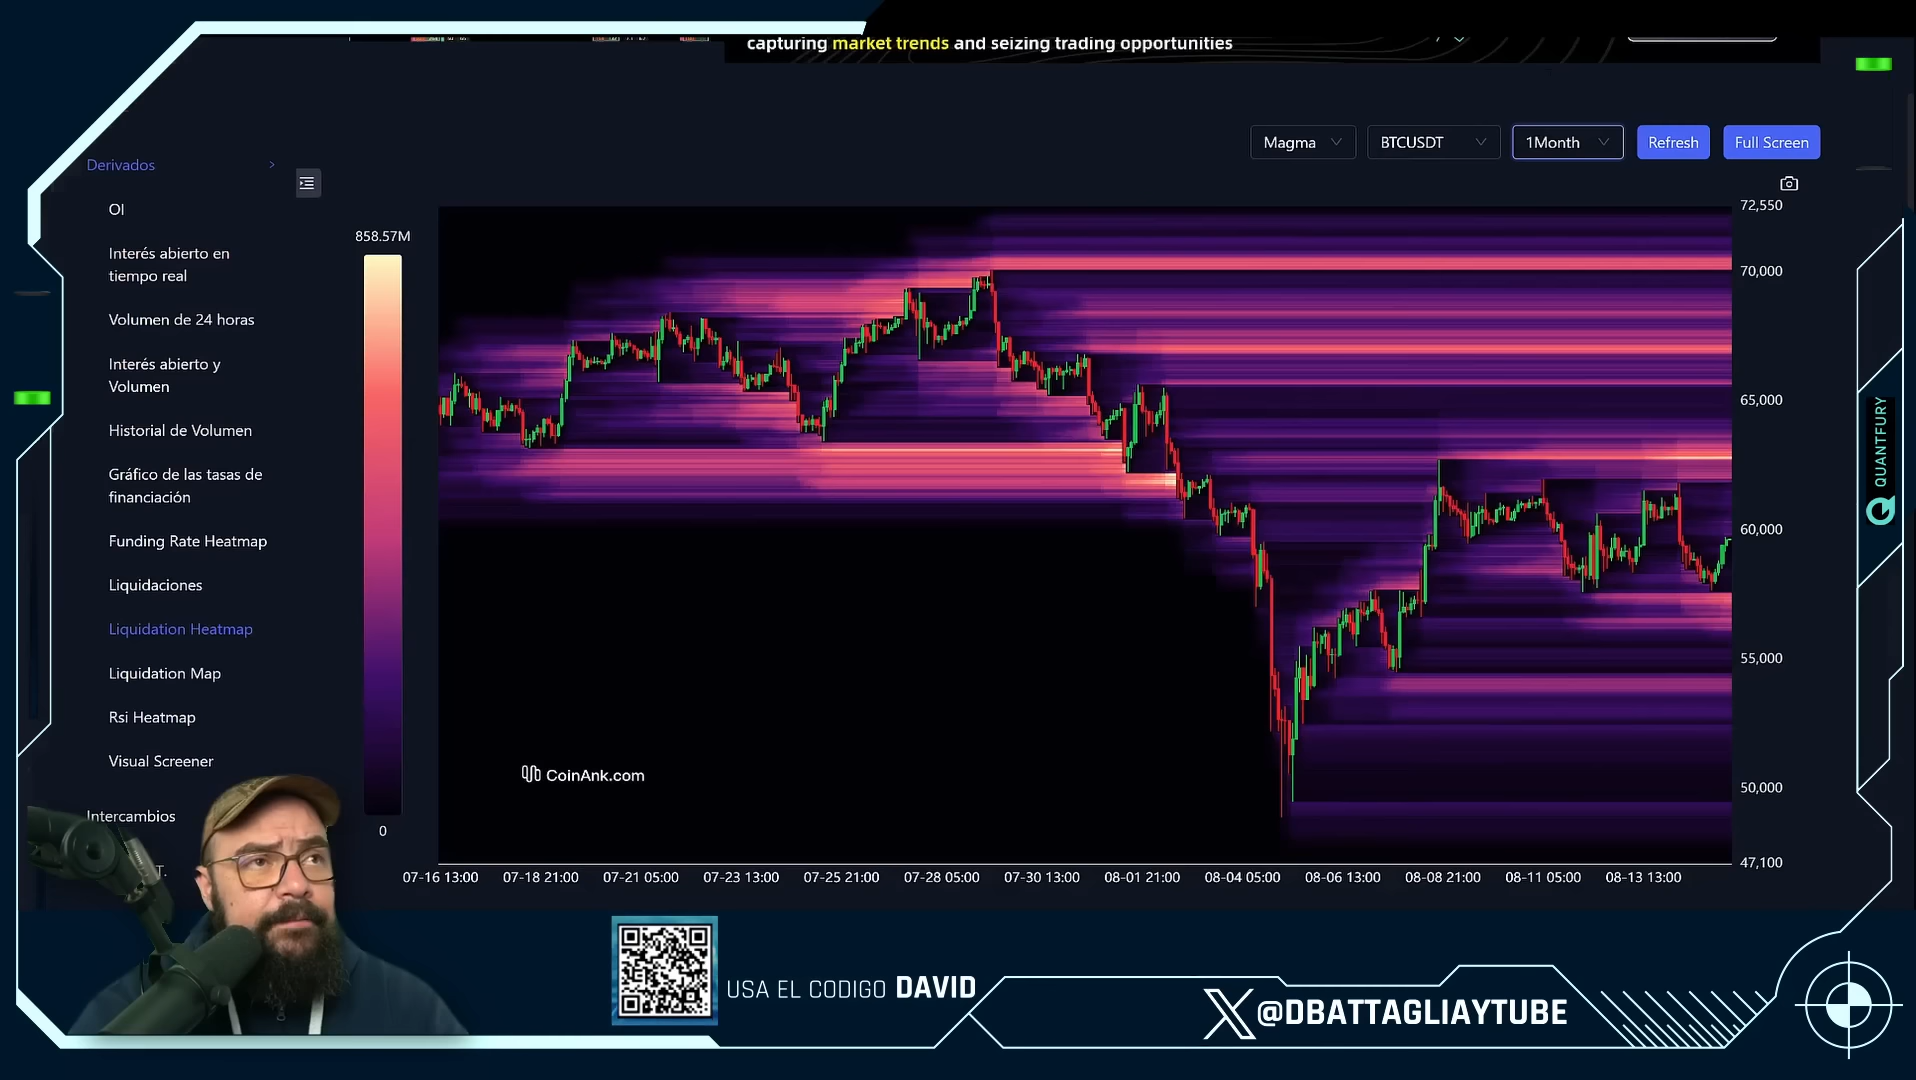 capturing market trends and seizing trading opportunities
Magma
BTCUSDT
1Month
Refresh
Full Screen
Derivados
OI
Interés abierto en
tiempo real
Volumen de 24 horas
Interés abierto y
Volumen
Historial de Volumen
Gráfico de las tasas de
financiación
Funding Rate Heatmap
Liquidaciones
Liquidation Heatmap
Liquidation Map
Rsi Heatmap
Visual Screener
Intercambios
T.
858.57M
0
72,550
70,000
65,000
60,000
55,000
50,000
47,100
CoinAnk.com
07-16 13:00
07-18 21:00
07-21 05:00
07-23 13:00
07-25 21:00
07-28 05:00
07-30 13:00
08-01 21:00
08-04 05:00
08-06 13:00
08-08 21:00
08-11 05:00
08-13 13:00
QUANTFURY
USA EL CODIGO DAVID
@DBATTAGLIAYTUBE